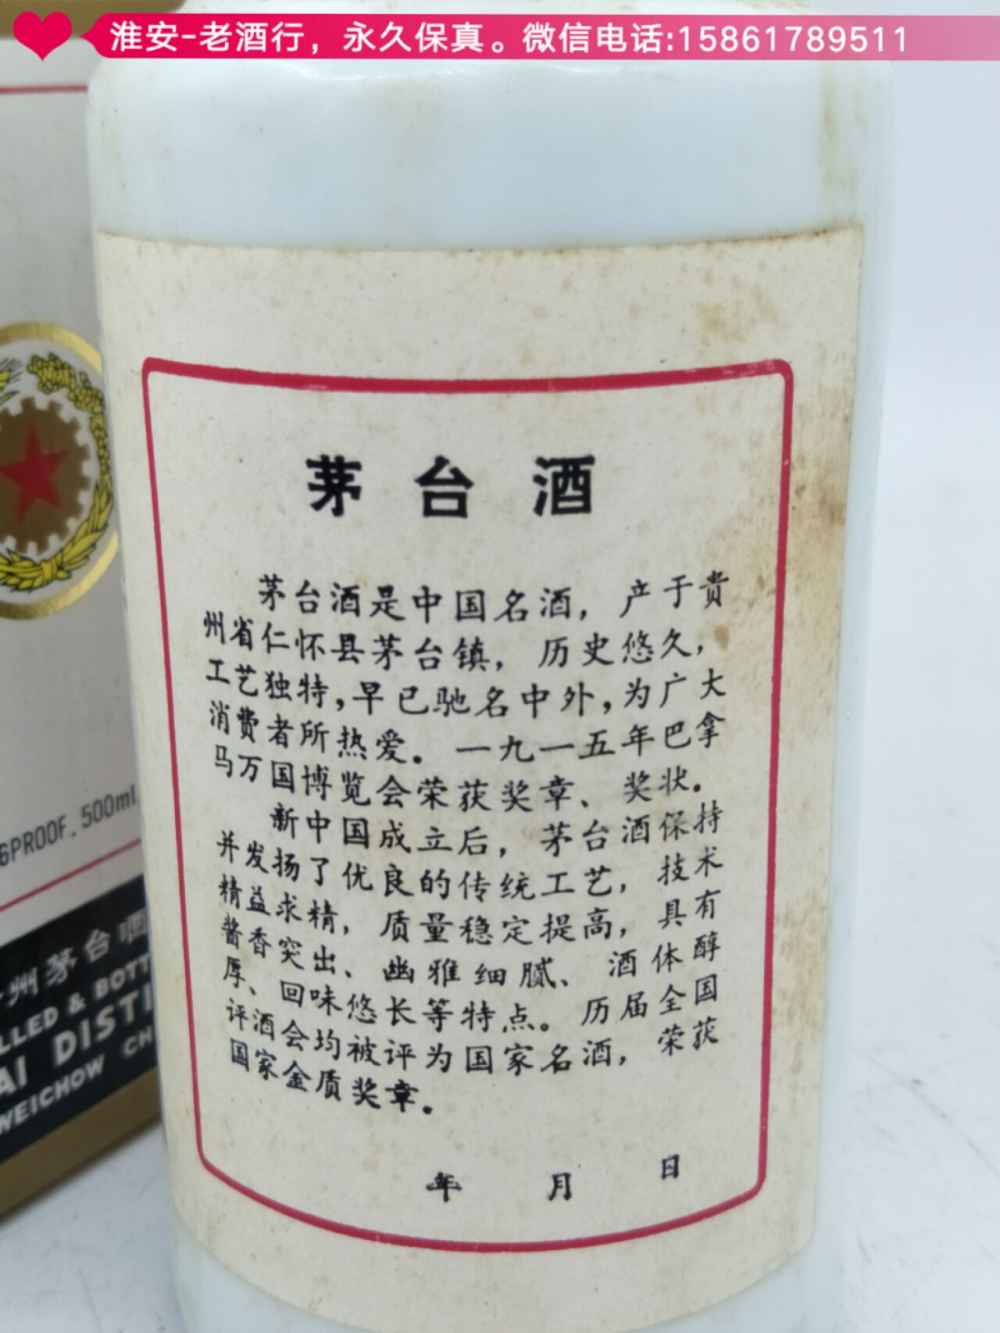 淮安-老酒行，永久保真。微信电话:15861789511
茅台酒
茅台酒是中国名酒，产于贵
州省仁怀县茅台镇，历史悠久，
工艺独特，早已驰名中外，为广大
消费者所热爱。一九一五年巴拿
马万国博览会荣获奖章、奖状。
新中国成立后，茅台酒保持
并发扬了优良的传统工艺，技术
精益求精，质量稳定提高，具有
酱香突出、幽雅细腻、酒体醇
厚、回味悠长等特点。历届全国
评酒会均被评为国家名酒，荣获
国家金质奖章。
年 月 日
6PROOF. 500ml
州茅台酒
LLED & BOTT
AI DISTI
WEICHOW CH